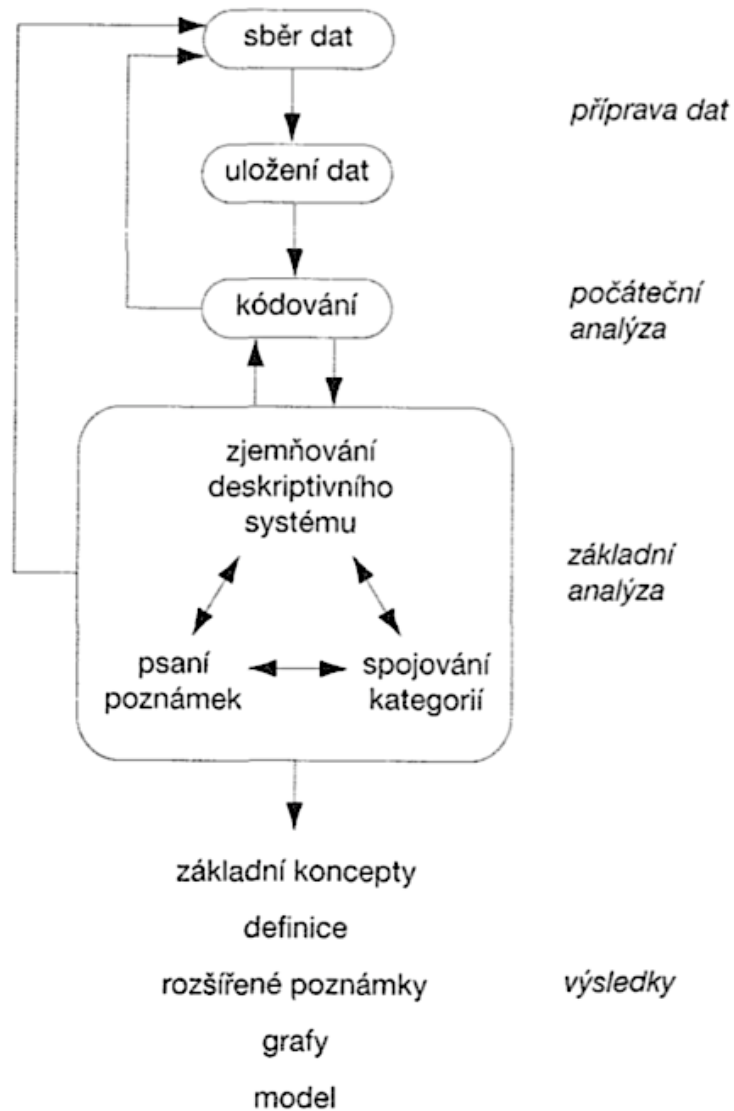 sběr dat
příprava dat
uložení dat
kódování
počáteční
analýza
zjemňování
deskriptivního
systému
základní
analýza
psaní
poznámek
spojování
kategorií
základní koncepty
definice
rozšířené poznámky
výsledky
grafy
model